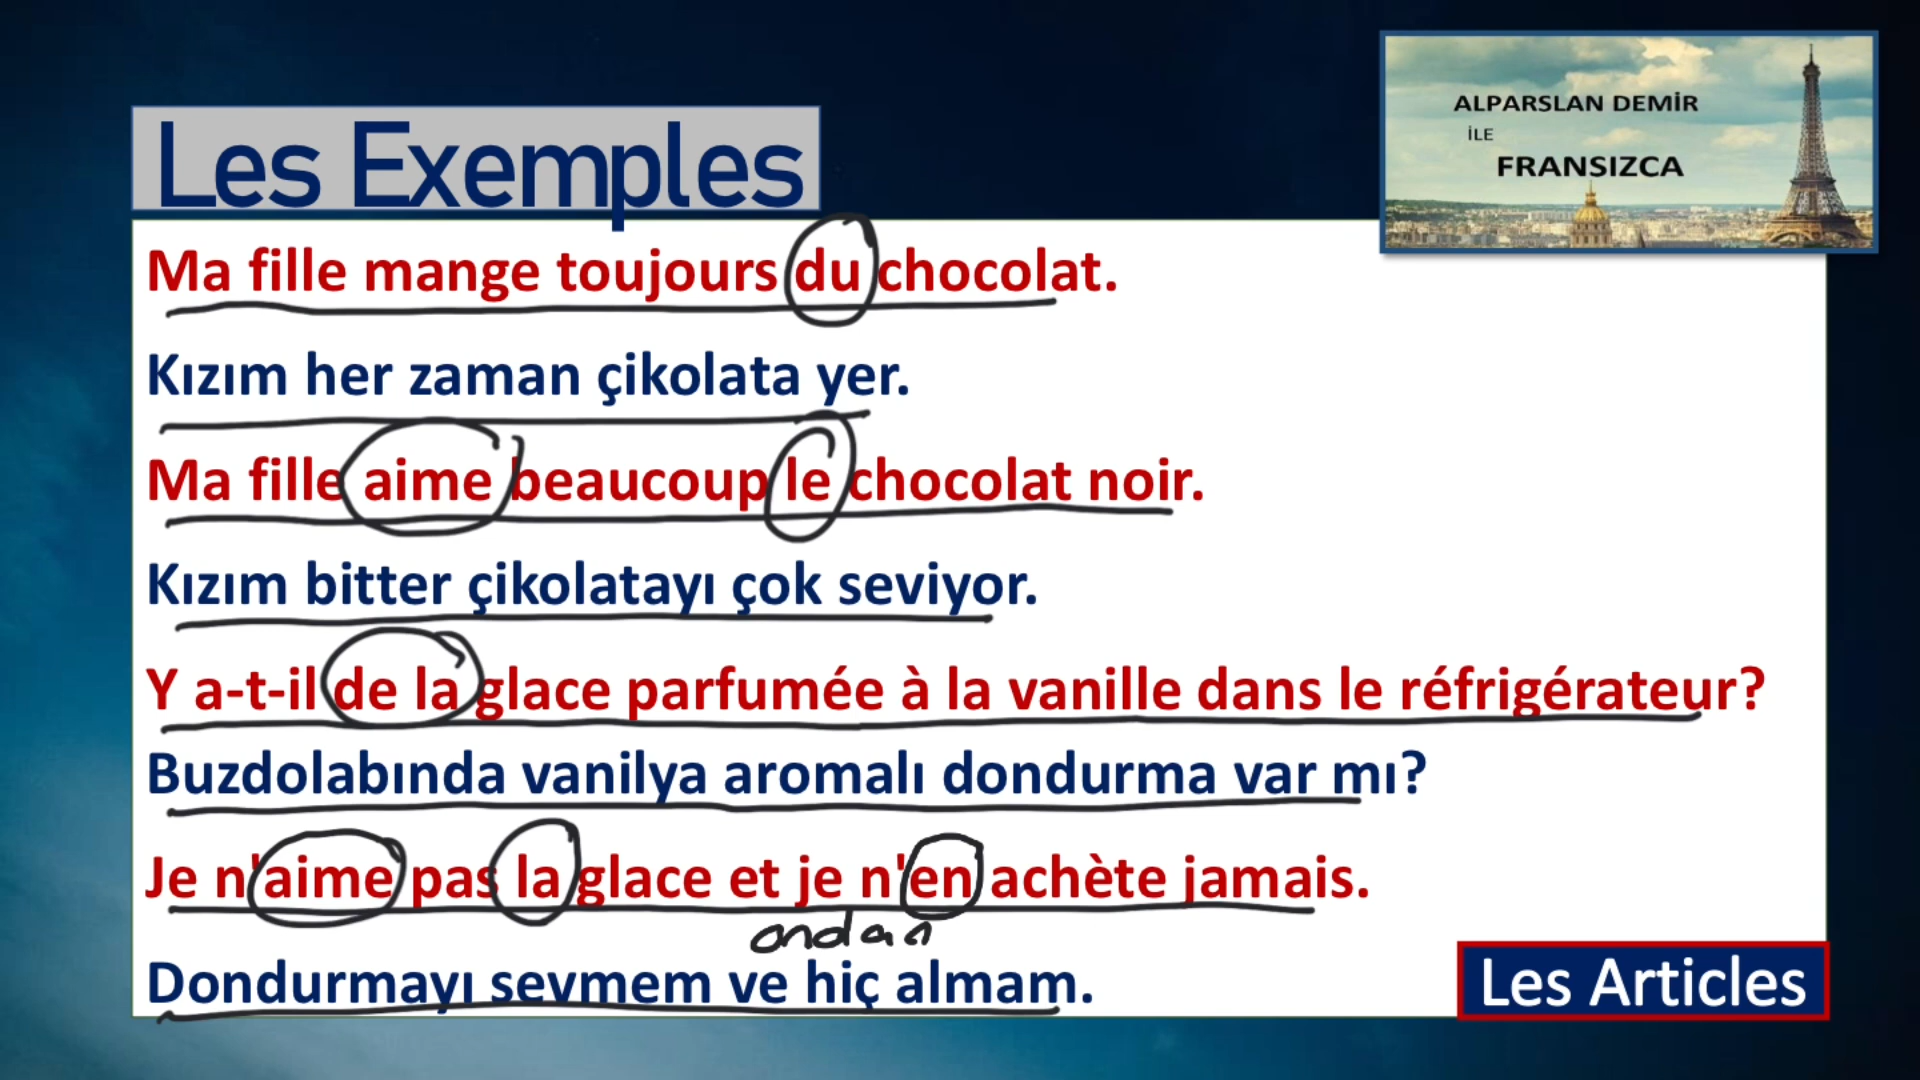 ALPARSLAN DEMİR
İLE
FRANSIZCA
Les Exemples
Ma fille mange toujours du chocolat.
Kızım her zaman çikolata yer.
Ma fille aime beaucoup le chocolat noir.
Kızım bitter çikolatayı çok seviyor.
Y a-t-il de la glace parfumée à la vanille dans le réfrigérateur?
Buzdolabında vanilya aromalı dondurma var mı?
Je n'aime pas la glace et je n'en achète jamais.
ondan
Dondurmayı sevmem ve hiç almam.
Les Articles